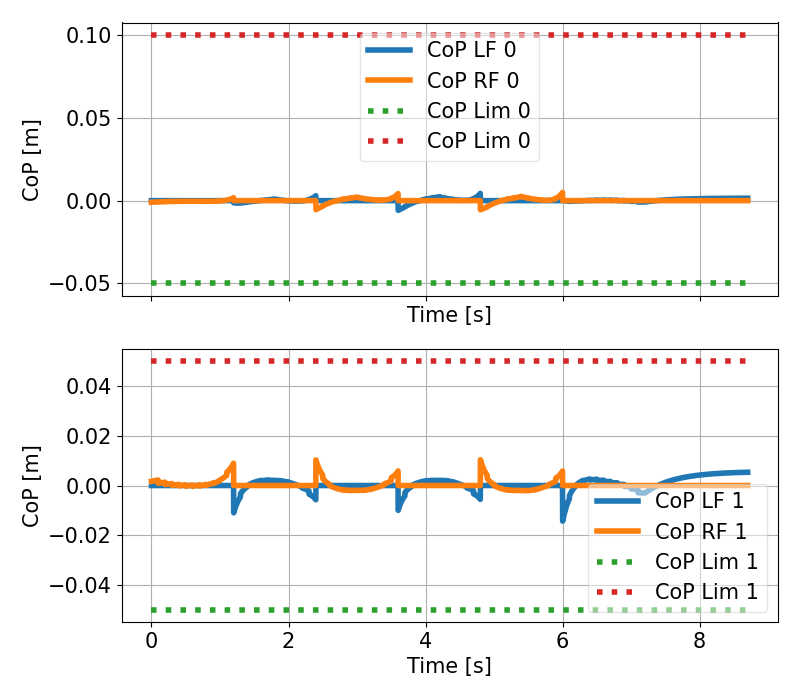 0.10
0.05
0.00
−0.05
CoP [m]
CoP LF 0
CoP RF 0
CoP Lim 0
CoP Lim 0
Time [s]
0.04
0.02
0.00
−0.02
−0.04
CoP [m]
CoP LF 1
CoP RF 1
CoP Lim 1
CoP Lim 1
0 2 4 6 8
Time [s]